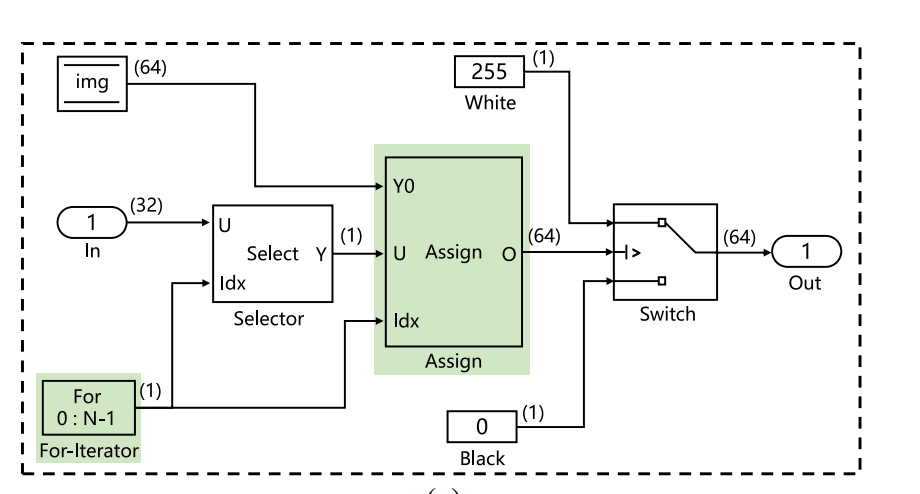 img
(64)
255
(1)
White
1
(32)
In
U
Select
Y
Idx
Selector
(1)
Y0
U
Assign
O
Idx
Assign
(64)
>
Switch
(64)
1
Out
For
0 : N-1
(1)
For-Iterator
0
(1)
Black